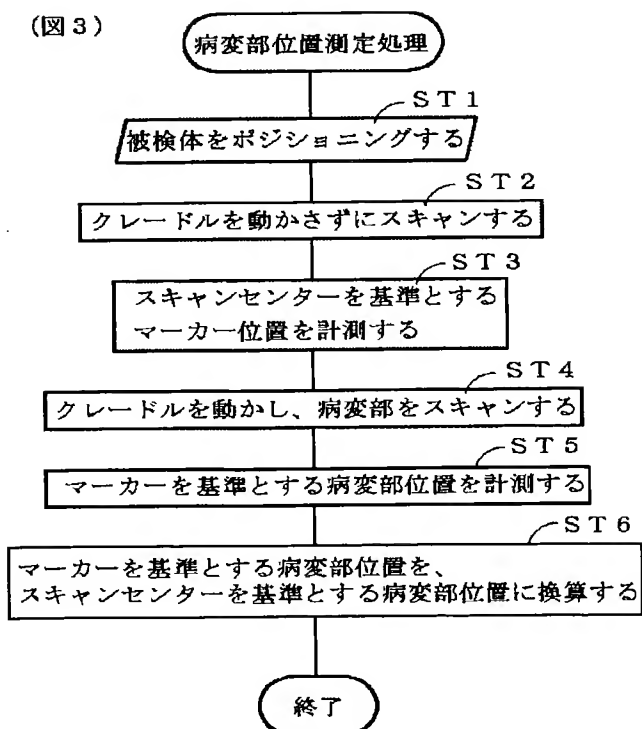 (図3)
病変部位置測定処理
ST1
被検体をポジショニングする
ST2
クレードルを動かさずにスキャンする
ST3
スキャンセンターを基準とする
マーカー位置を計測する
ST4
クレードルを動かし、病変部をスキャンする
ST5
マーカーを基準とする病変部位置を計測する
ST6
マーカーを基準とする病変部位置を、
スキャンセンターを基準とする病変部位置に換算する
終了